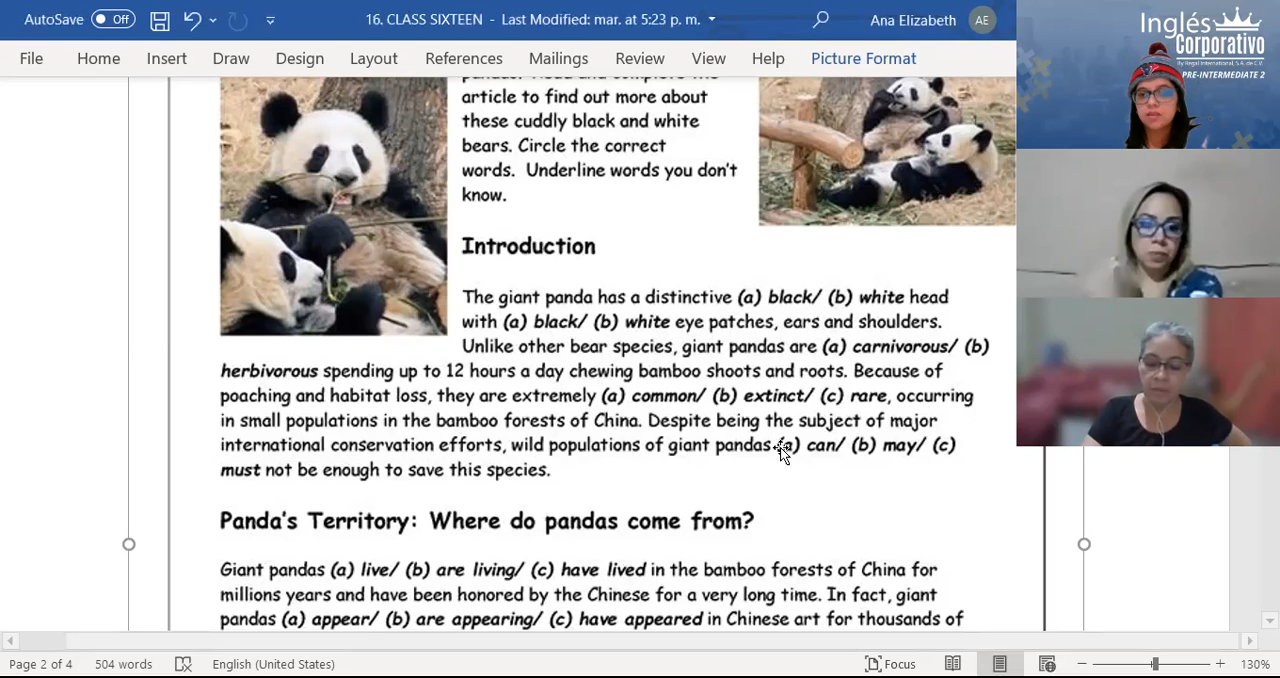 AutoSave Off 16. CLASS SIXTEEN - Last Modified: mar. at 5:23 p. m. Ana Elizabeth AE
File Home Insert Draw Design Layout References Mailings Review View Help Picture Format
Inglés
Corporativo
By Regal International, S.A. de C.V.
PRE-INTERMEDIATE 2
article to find out more about
these cuddly black and white
bears. Circle the correct
words. Underline words you don't
know.
Introduction
The giant panda has a distinctive (a) black/ (b) white head
with (a) black/ (b) white eye patches, ears and shoulders.
Unlike other bear species, giant pandas are (a) carnivorous/ (b)
herbivorous spending up to 12 hours a day chewing bamboo shoots and roots. Because of
poaching and habitat loss, they are extremely (a) common/ (b) extinct/ (c) rare, occurring
in small populations in the bamboo forests of China. Despite being the subject of major
international conservation efforts, wild populations of giant pandas (a) can/ (b) may/ (c)
must not be enough to save this species.
Panda's Territory: Where do pandas come from?
Giant pandas (a) live/ (b) are living/ (c) have lived in the bamboo forests of China for
millions years and have been honored by the Chinese for a very long time. In fact, giant
pandas (a) appear/ (b) are appearing/ (c) have appeared in Chinese art for thousands of
Page 2 of 4 504 words English (United States) Focus 130%